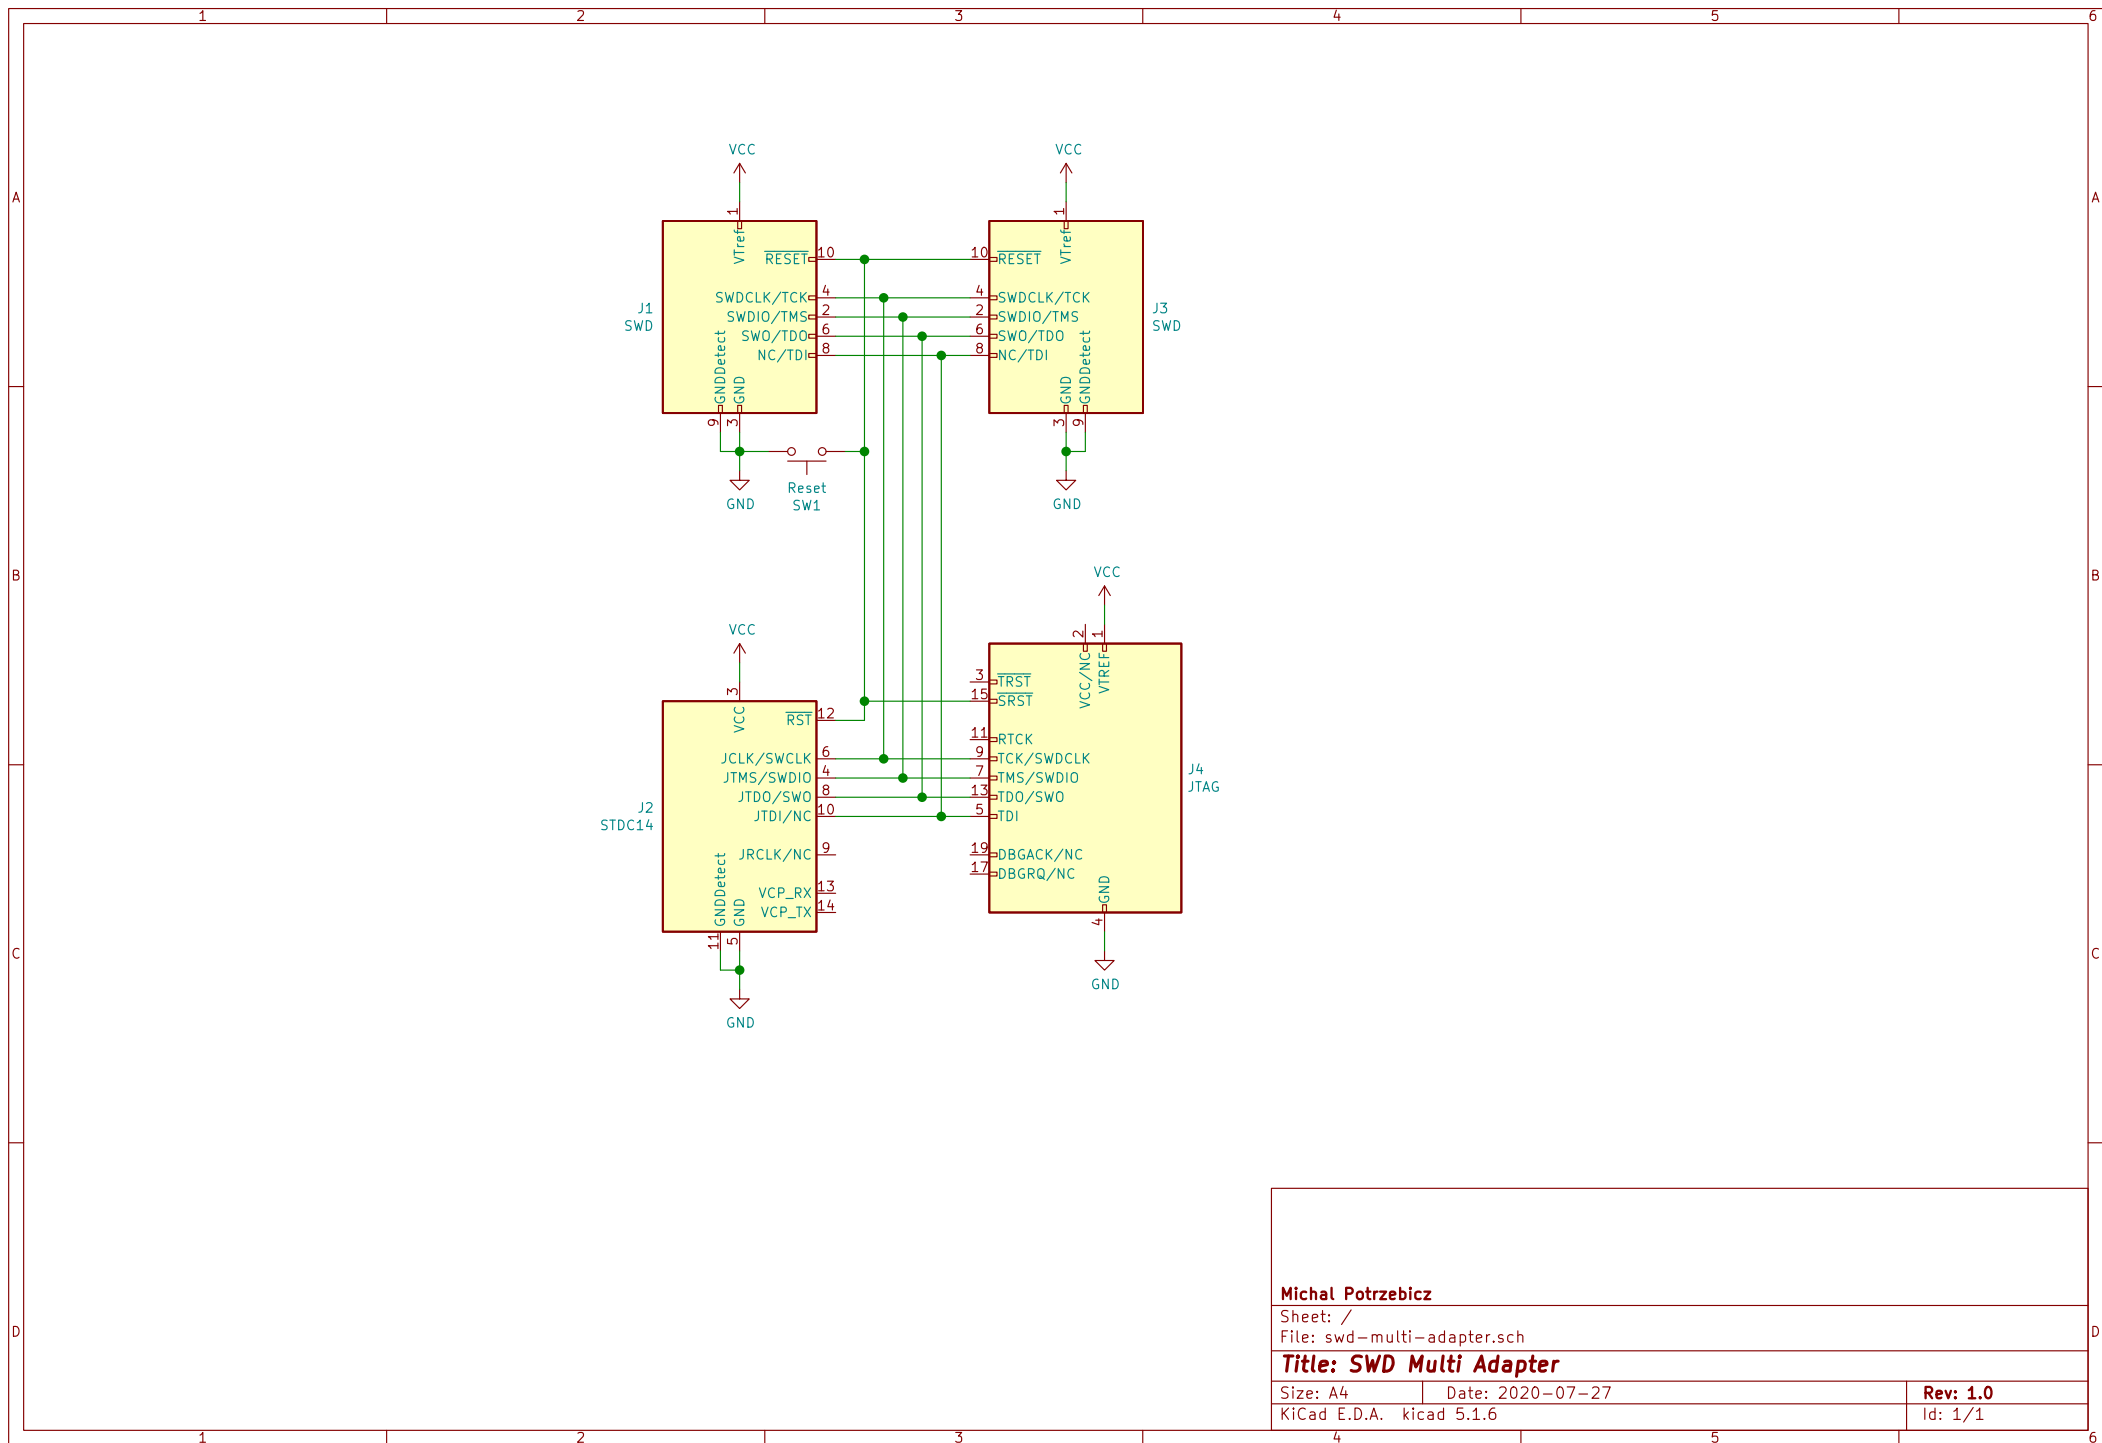 1 2 3 4 5 6
A A
B B
C C
D D
VCC
1
VTref
RESET 10
SWDCLK/TCK 4
SWDIO/TMS 2
SWO/TDO 6
NC/TDI 8
GNDDetect
GND
9 3
J1
SWD
GND
Reset
SW1
VCC
1
VTref
10 RESET
4 SWDCLK/TCK
2 SWDIO/TMS
6 SWO/TDO
8 NC/TDI
GND
GNDDetect
3 9
J3
SWD
GND
VCC
3
VCC
RST 12
JCLK/SWCLK 6
JTMS/SWDIO 4
JTDO/SWO 8
JTDI/NC 10
JRCLK/NC 9
VCP_RX 13
VCP_TX 14
GNDDetect
GND
11 5
J2
STDC14
GND
VCC
2 1
VCC/NC
VTREF
3 TRST
15 SRST
11 RTCK
9 TCK/SWDCLK
7 TMS/SWDIO
13 TDO/SWO
5 TDI
19 DBGACK/NC
17 DBGRQ/NC
GND
4
J4
JTAG
GND
Michal Potrzebicz
Sheet: /
File: swd-multi-adapter.sch
Title: SWD Multi Adapter
Size: A4 Date: 2020-07-27 Rev: 1.0
KiCad E.D.A. kicad 5.1.6 Id: 1/1
1 2 3 4 5 6